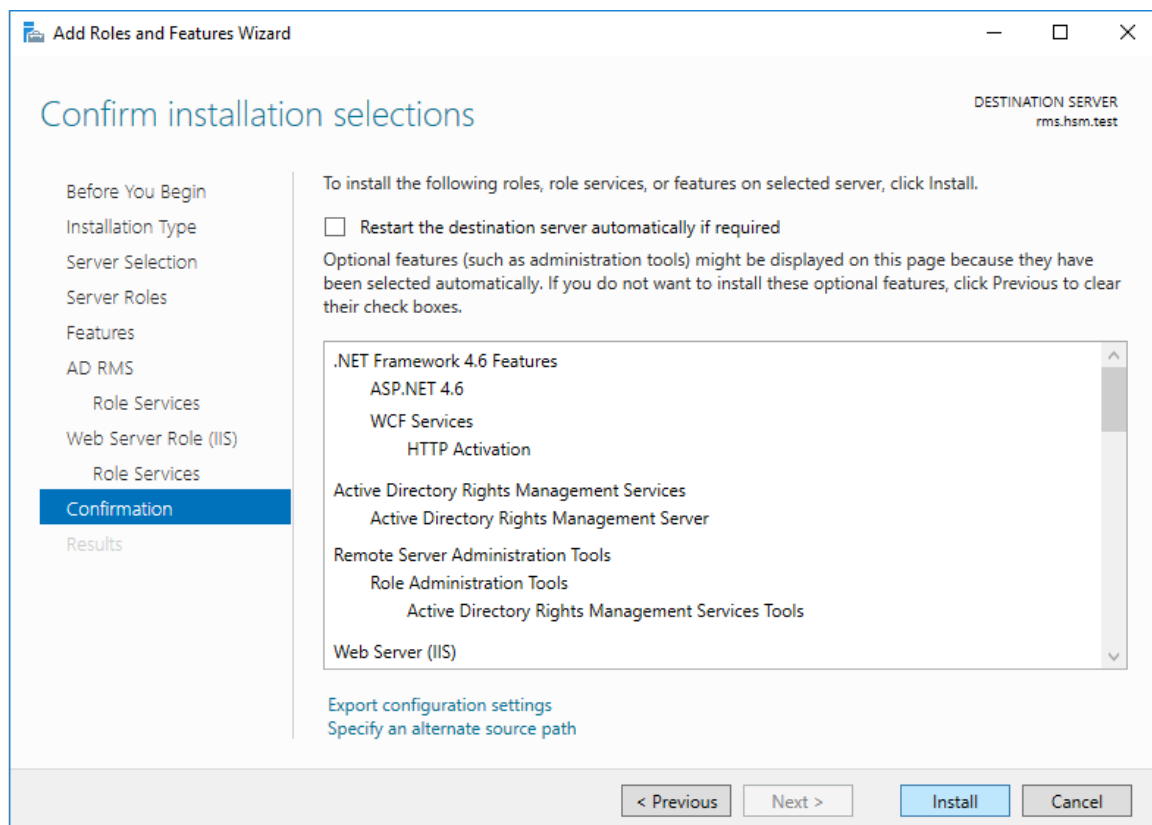 Add Roles and Features Wizard
Confirm installation selections
DESTINATION SERVER
rms.hsm.test
Before You Begin
Installation Type
Server Selection
Server Roles
Features
AD RMS
Role Services
Web Server Role (IIS)
Role Services
Confirmation
Results
To install the following roles, role services, or features on selected server, click Install.
Restart the destination server automatically if required
Optional features (such as administration tools) might be displayed on this page because they have
been selected automatically. If you do not want to install these optional features, click Previous to clear
their check boxes.
.NET Framework 4.6 Features
ASP.NET 4.6
WCF Services
HTTP Activation
Active Directory Rights Management Services
Active Directory Rights Management Server
Remote Server Administration Tools
Role Administration Tools
Active Directory Rights Management Services Tools
Web Server (IIS)
Export configuration settings
Specify an alternate source path
< Previous
Next >
Install
Cancel